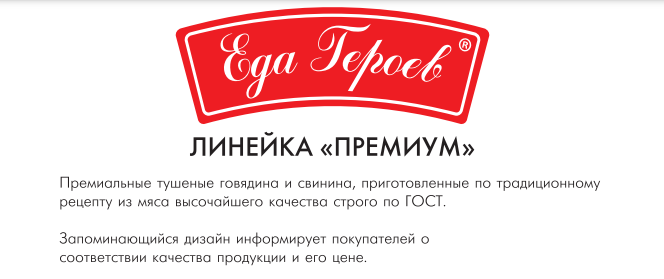 Еда Героев®
ЛИНЕЙКА «ПРЕМИУМ»
Премиальные тушеные говядина и свинина, приготовленные по традиционному
рецепту из мяса высочайшего качества строго по ГОСТ.
Запоминающийся дизайн информирует покупателей о
соответствии качества продукции и его цене.